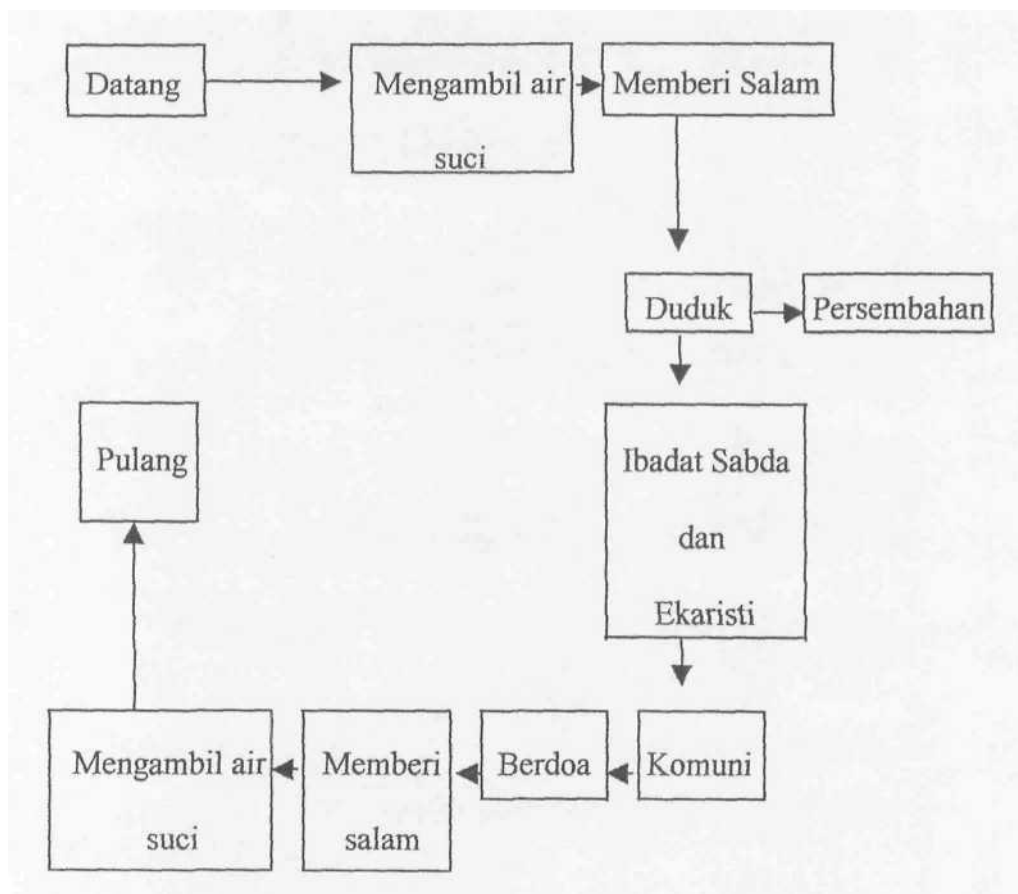 Datang
Mengambil air
suci
Memberi Salam
Duduk
Persembahan
Ibadat Sabda
dan
Ekaristi
Komuni
Berdoa
Memberi
salam
Mengambil air
suci
Pulang